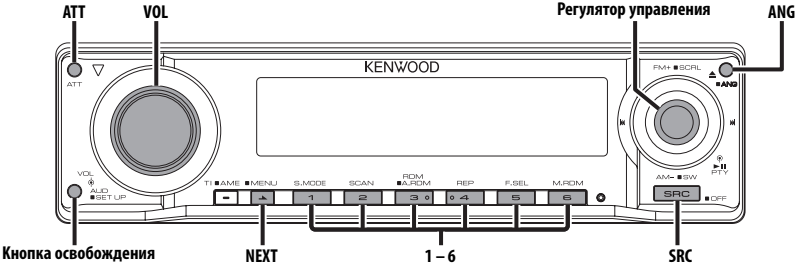 ATT VOL Регулятор управления ANG
KENWOOD
FM+ ■SCRL
ATT
■ANG
VOL
AUD
■SET UP
TI ■AME ■MENU S.MODE SCAN RDM ■A.RDM REP F.SEL M.RDM
1 2 3 4 5 6
PTY
AM– ■SW
SRC ■OFF
Кнопка освобождения NEXT 1 – 6 SRC